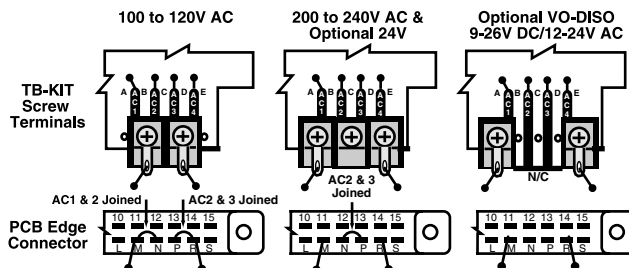 100 to 120V AC
200 to 240V AC &
Optional 24V
Optional VO-DISO
9-26V DC/12-24V AC
TB-KIT
Screw
Terminals
A B C D E
AC1 AC2 AC3 AC4
A B C D E
AC1 AC2 AC3 AC4
A B C D E
AC1 AC2 AC3 AC4
N/C
AC1 & 2 Joined
AC2 & 3 Joined
AC2 & 3
Joined
PCB Edge
Connector
10 11 12 13 14 15
L M N P R S
10 11 12 13 14 15
L M N P R S
10 11 12 13 14 15
L M N P R S